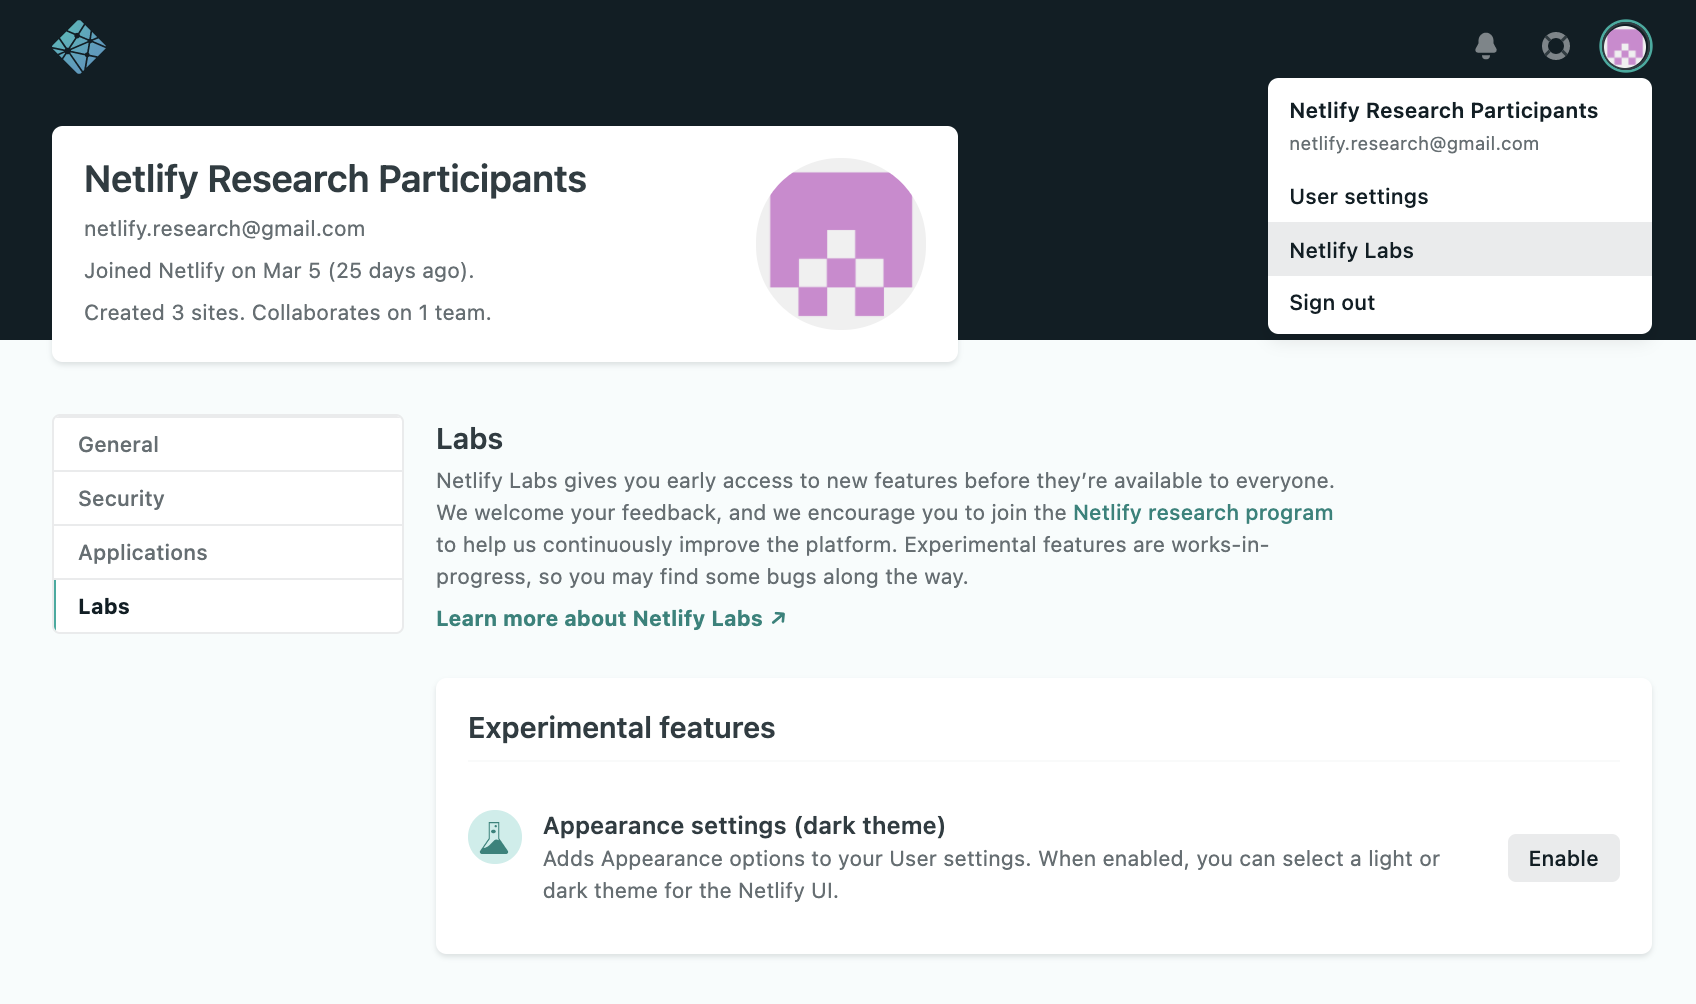 Netlify Research Participants
netlify.research@gmail.com
User settings
Netlify Labs
Sign out
Netlify Research Participants
netlify.research@gmail.com
Joined Netlify on Mar 5 (25 days ago).
Created 3 sites. Collaborates on 1 team.
General
Security
Applications
Labs
Labs
Netlify Labs gives you early access to new features before they’re available to everyone.
We welcome your feedback, and we encourage you to join the Netlify research program
to help us continuously improve the platform. Experimental features are works-in-
progress, so you may find some bugs along the way.
Learn more about Netlify Labs ↗
Experimental features
Appearance settings (dark theme)
Adds Appearance options to your User settings. When enabled, you can select a light or
dark theme for the Netlify UI.
Enable